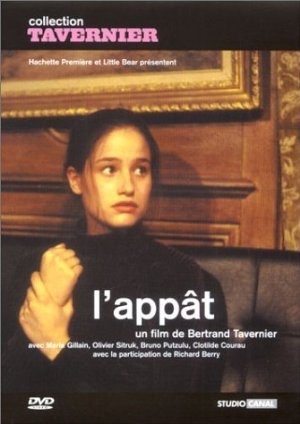 collection
TAVERNIER
Hachette Première et Little Bear présentent
l'appât
un film de Bertrand Tavernier
avec Marie Gillain, Olivier Sitruk, Bruno Putzulu, Clotilde Courau
avec la participation de Richard Berry
DVD
VIDEO
STUDIO CANAL